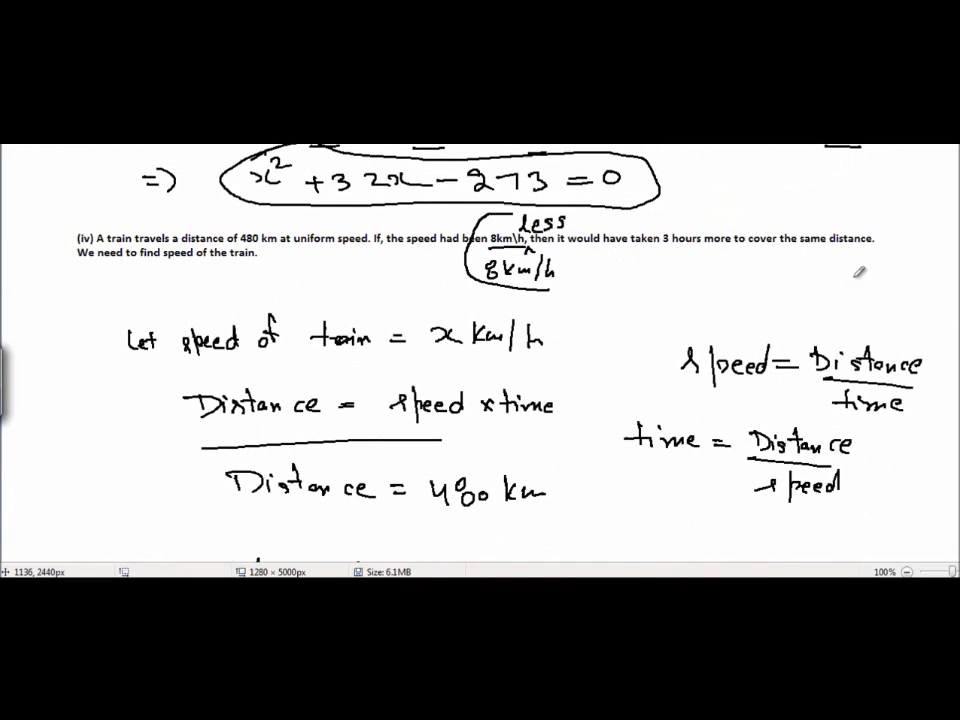 => x² + 32x - 273 = 0
less
(iv) A train travels a distance of 480 km at uniform speed. If, the speed had been 8km\h, then it would have taken 3 hours more to cover the same distance.
We need to find speed of the train.
8km/h
Let speed of train = x km/h
speed = Distance / time
Distance = speed x time
time = Distance / speed
Distance = 480 km
1136, 2440px 1280 × 5000px Size: 6.1MB 100%